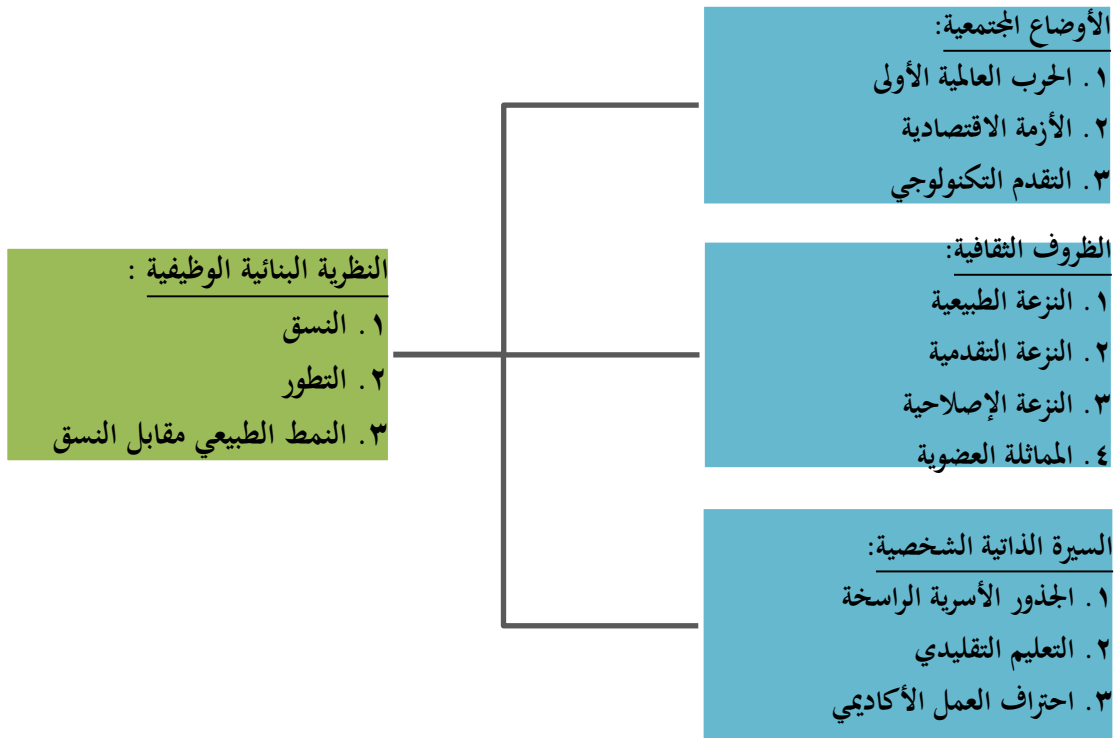 الأوضاع المجتمعية:
١. الحرب العالمية الأولى
٢. الأزمة الاقتصادية
٣. التقدم التكنولوجي
الظروف الثقافية:
١. النزعة الطبيعية
٢. النزعة التقدمية
٣. النزعة الإصلاحية
٤. المماثلة العضوية
السيرة الذاتية الشخصية:
١. الجذور الأسرية الراسخة
٢. التعليم التقليدي
٣. احتراف العمل الأكاديمي
النظرية البنائية الوظيفية :
١. النسق
٢. التطور
٣. النمط الطبيعي مقابل النسق